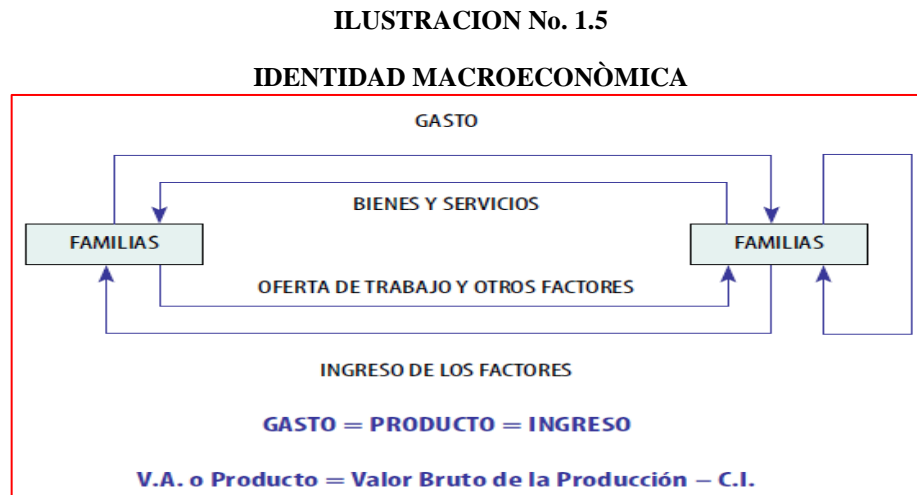 ILUSTRACION No. 1.5
IDENTIDAD MACROECONÒMICA
GASTO
BIENES Y SERVICIOS
FAMILIAS
FAMILIAS
OFERTA DE TRABAJO Y OTROS FACTORES
INGRESO DE LOS FACTORES
GASTO = PRODUCTO = INGRESO
V.A. o Producto = Valor Bruto de la Producción – C.I.